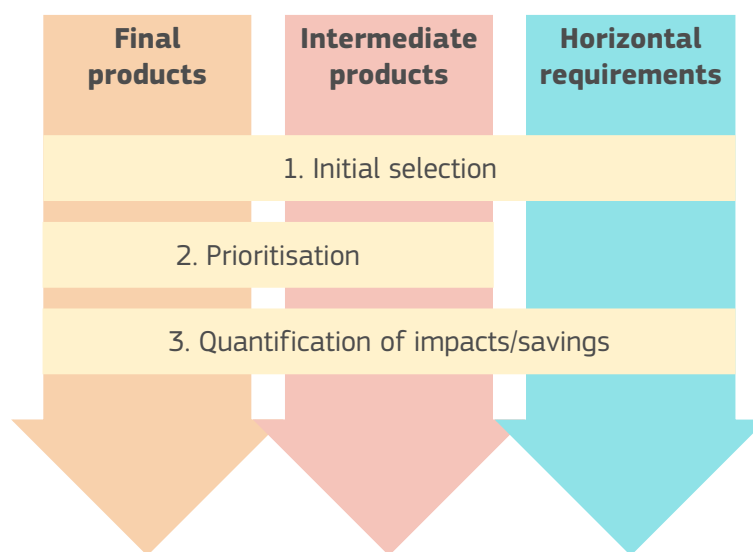 Final
products
Intermediate
products
Horizontal
requirements
1. Initial selection
2. Prioritisation
3. Quantification of impacts/savings